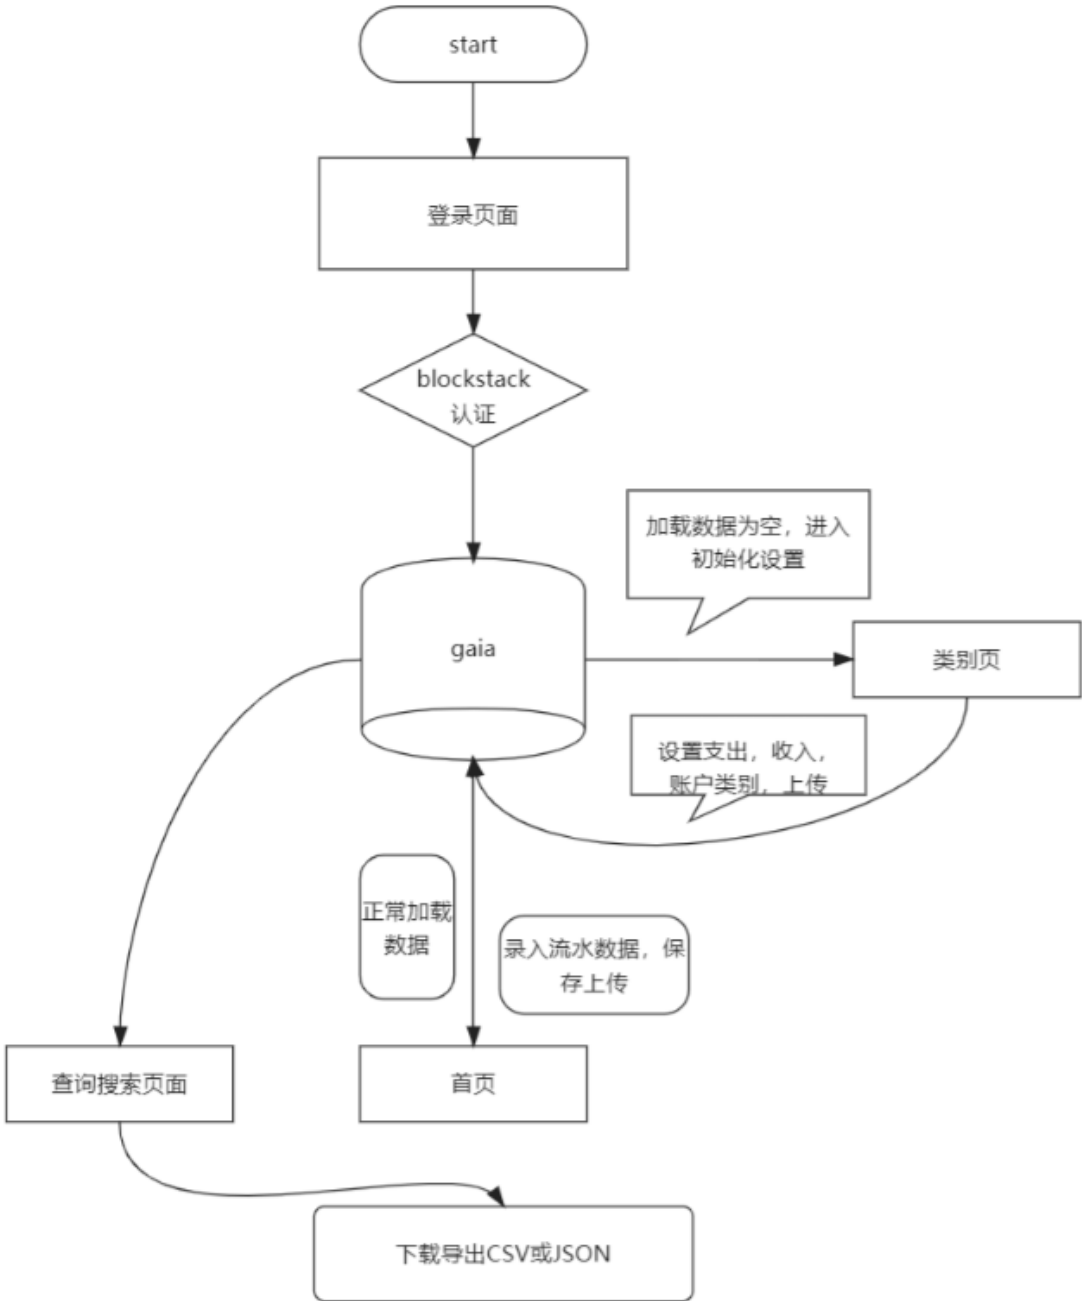 start
登录页面
blockstack
认证
加载数据为空，进入
初始化设置
gaia
类别页
设置支出，收入，
账户类别，上传
正常加载
数据
录入流水数据，保
存上传
查询搜索页面
首页
下载导出CSV或JSON